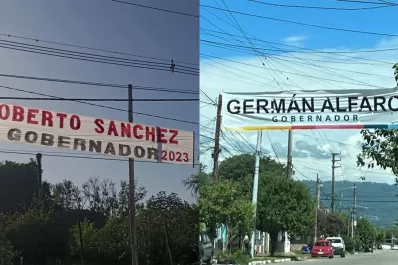 OBERTO SANCHEZ
GOBERNADOR 2023
GERMÁN ALFARO
GOBERNADOR